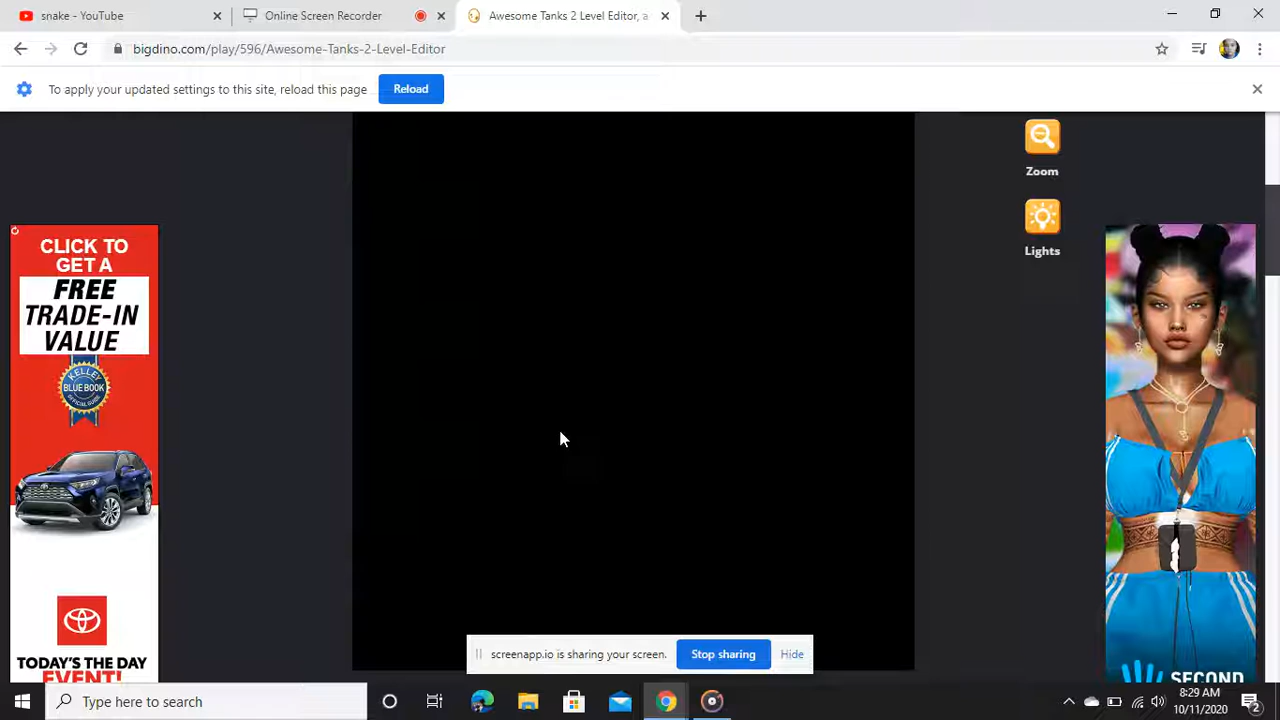 snake - YouTube
Online Screen Recorder
Awesome Tanks 2 Level Editor, a
bigdino.com/play/596/Awesome-Tanks-2-Level-Editor
To apply your updated settings to this site, reload this page
Reload
Zoom
Lights
CLICK TO
GET A
FREE
TRADE-IN
VALUE
KELLEY
BLUE BOOK
TODAY'S THE DAY
EVENT!
SECOND
screenapp.io is sharing your screen.
Stop sharing
Hide
Type here to search
8:29 AM
10/11/2020
2